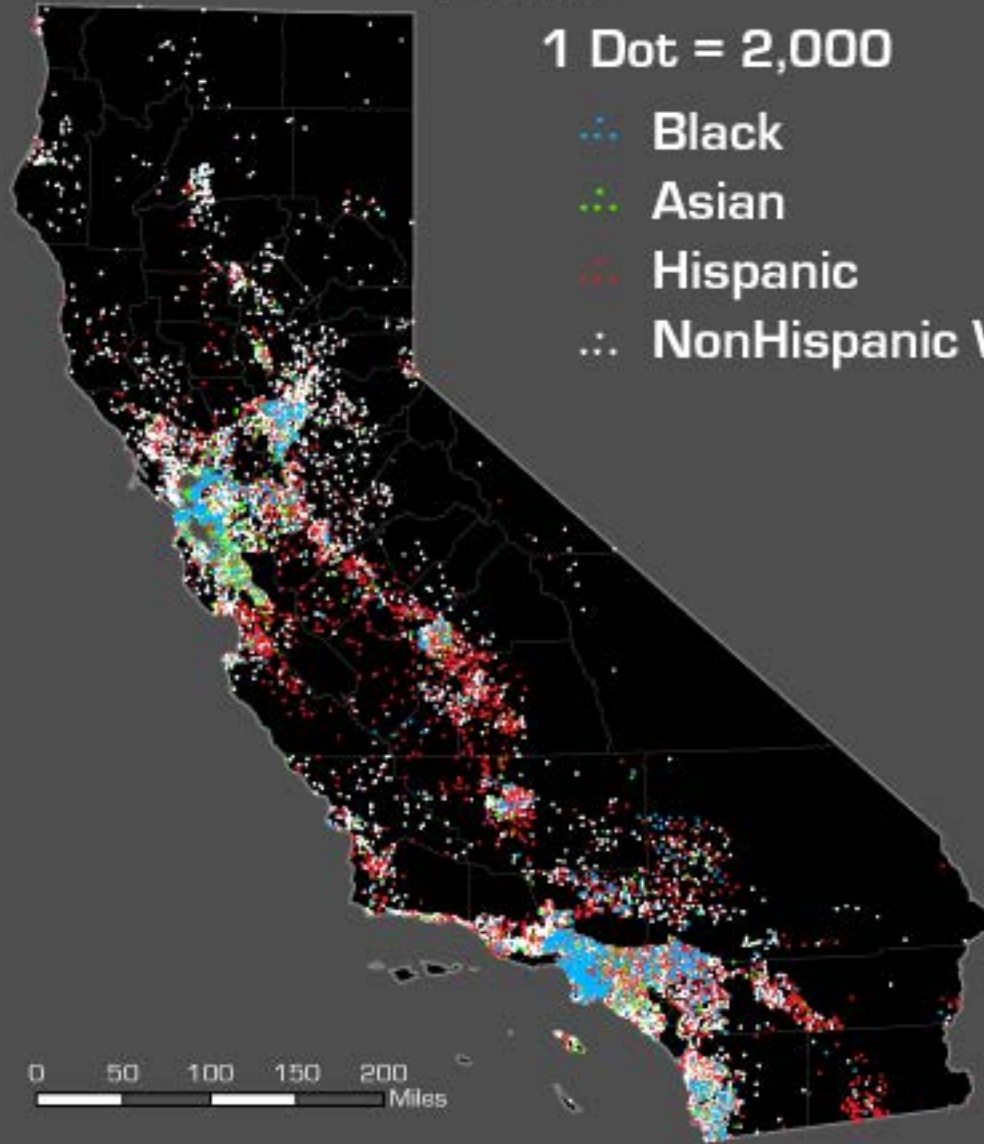 1 Dot = 2,000
Black
Asian
Hispanic
NonHispanic
0 50 100 150 200
Miles